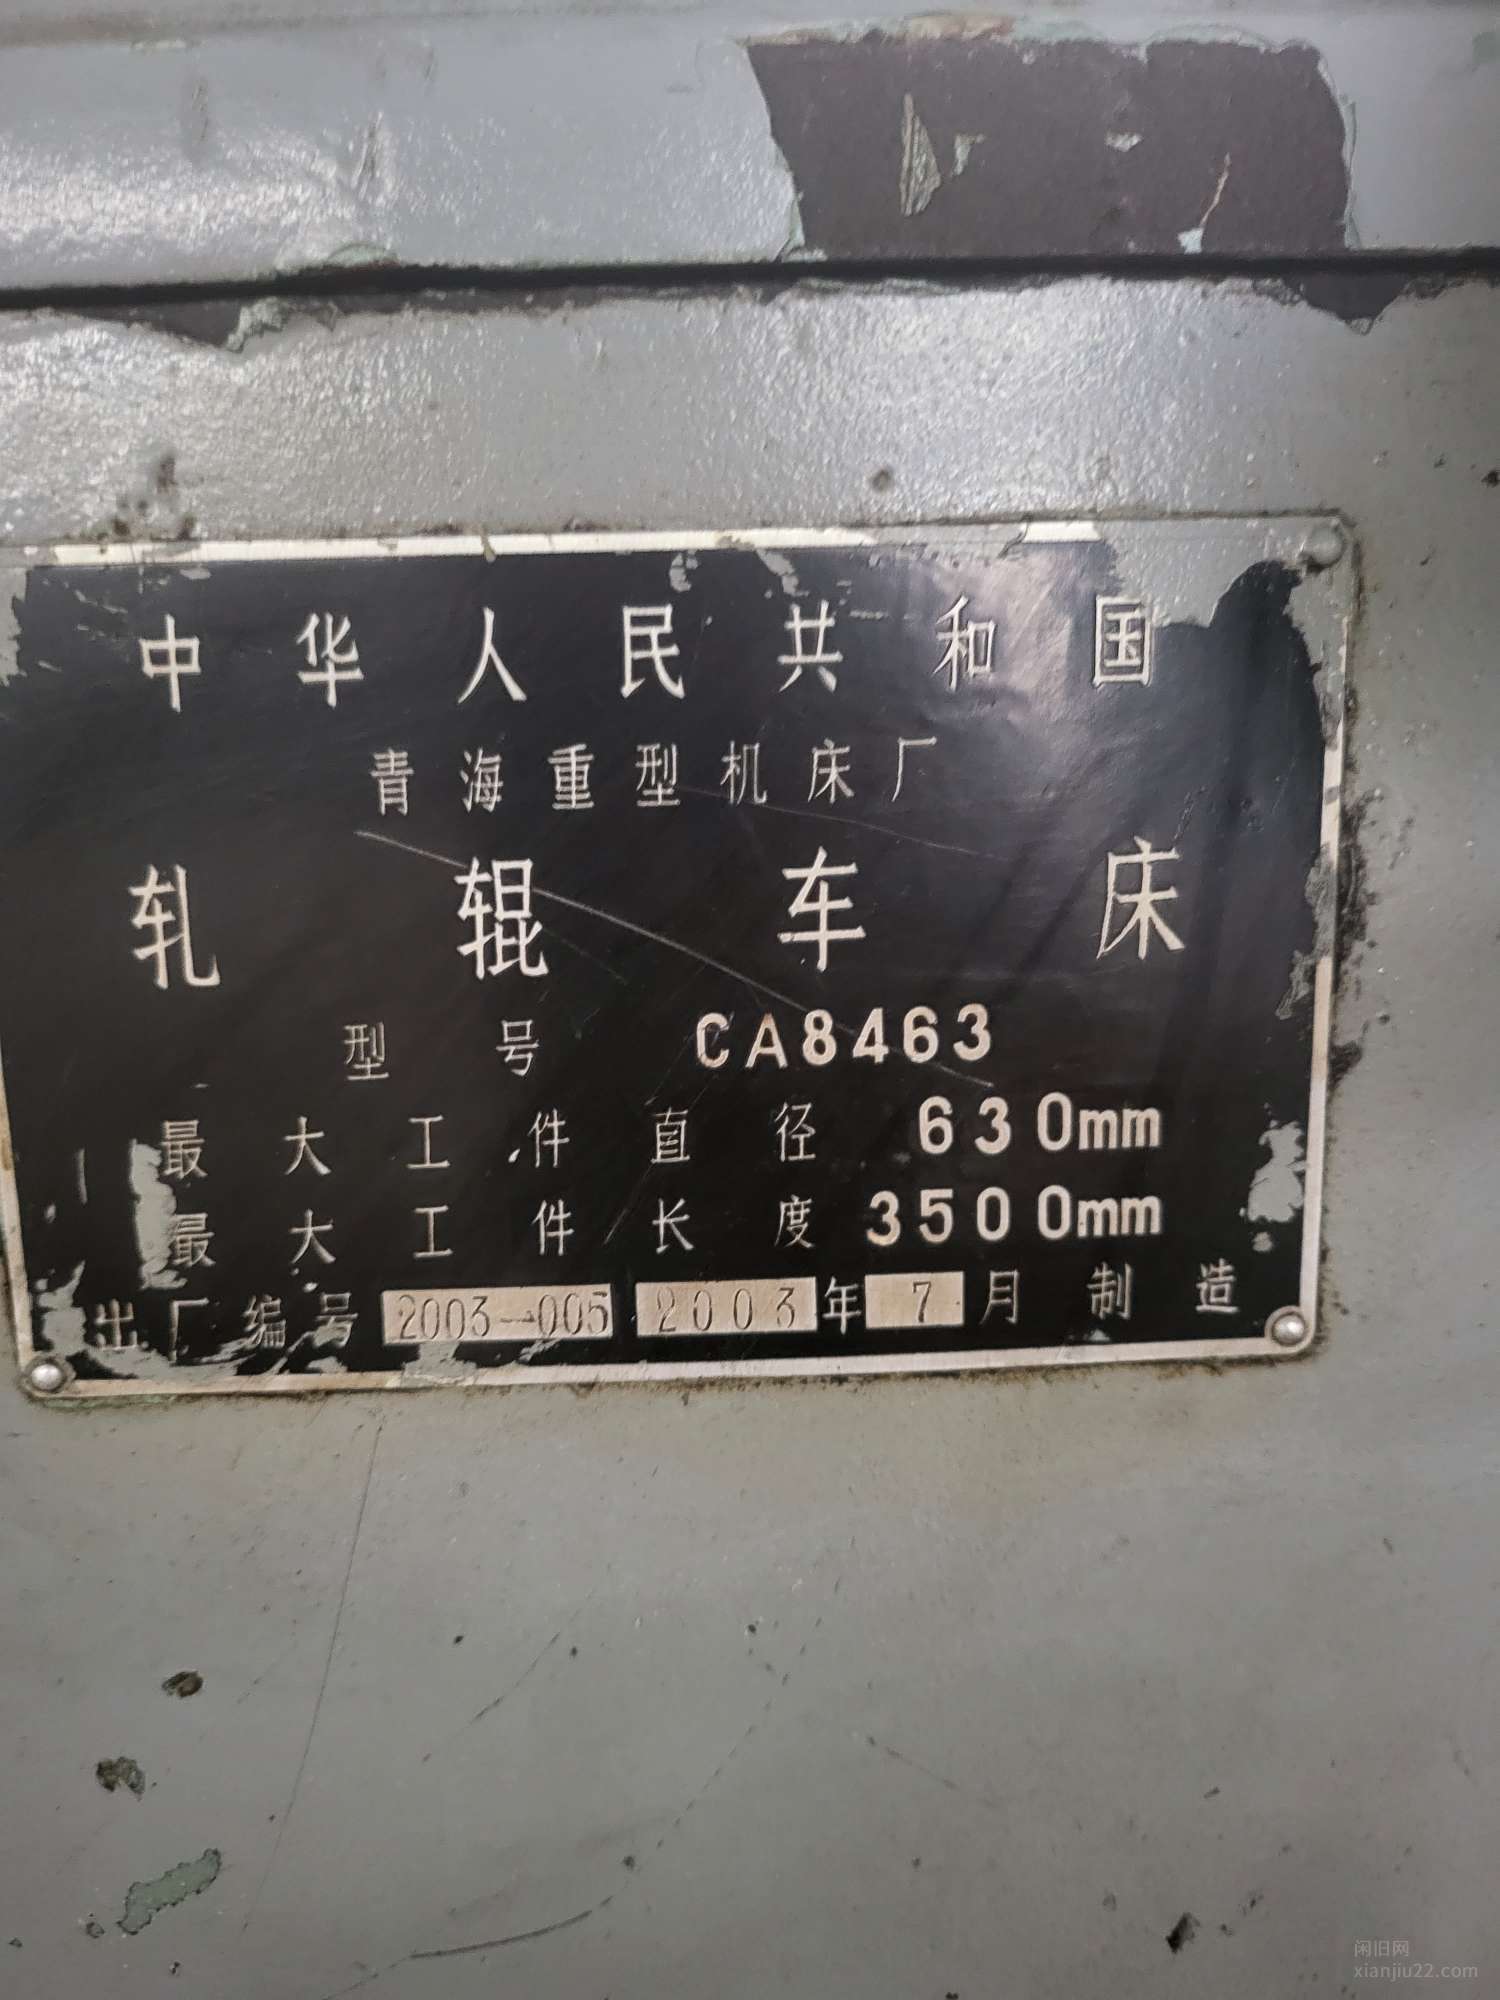 中华人民共和国
青海重型机床厂
轧辊车床
型号 CA8463
最大工件直径 630mm
最大工件长度 3500mm
出厂编号 2003-005 2003年7月制造
闲旧网
xianjiu22.com